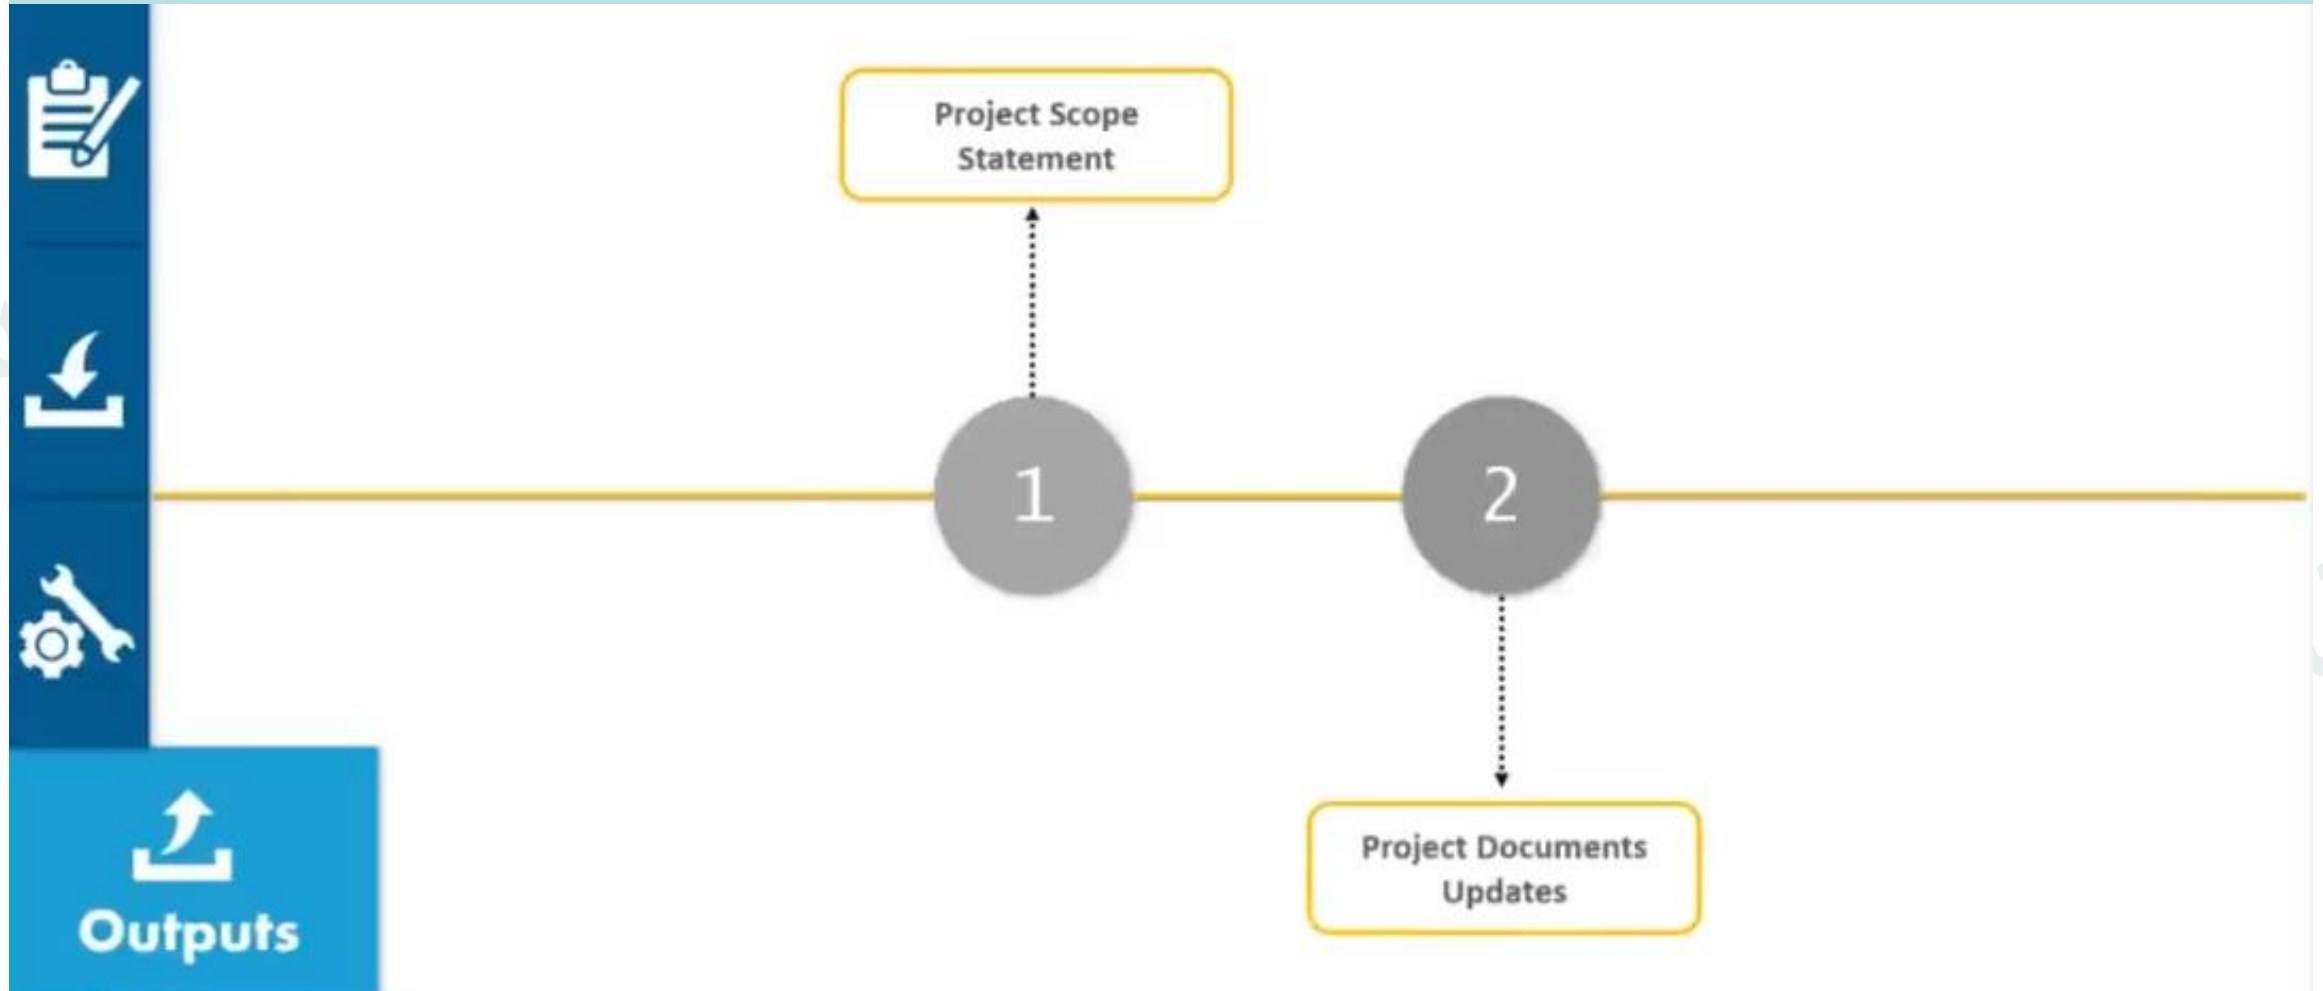 Project Scope
Statement
1
2
Project Documents
Updates
Outputs